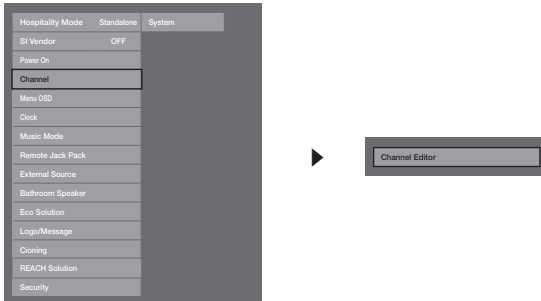 Hospitality Mode Standalone System
SI Vendor OFF
Power On
Channel
Menu OSD
Clock
Music Mode
Remote Jack Pack
External Source
Bathroom Speaker
Eco Solution
Logo/Message
Cloning
REACH Solution
Security
Channel Editor